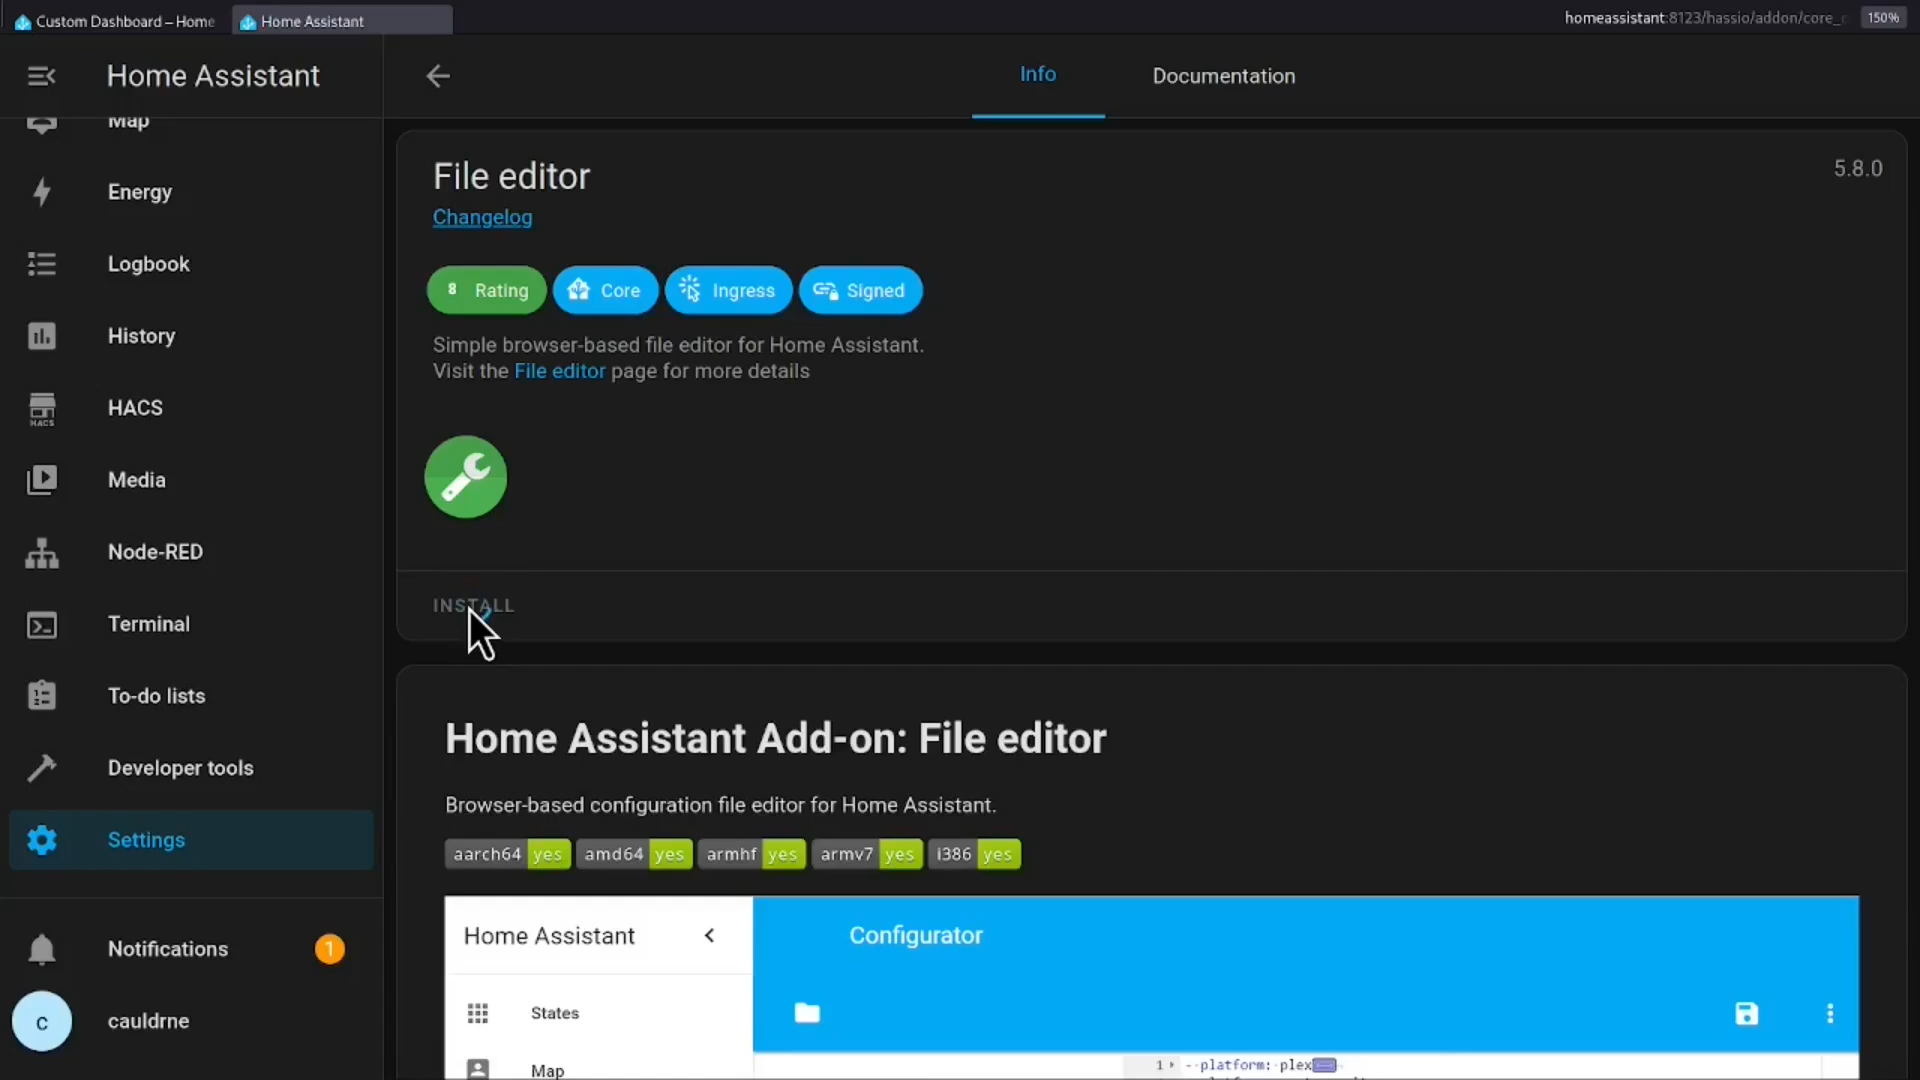 Custom Dashboard – Home
Home Assistant
homeassistant:8123/hassio/addon/core_
150%
Home Assistant
Info
Documentation
Map
Energy
Logbook
History
HACS
HACS
Media
Node-RED
Terminal
To-do lists
Developer tools
Settings
Notifications
1
c
cauldrne
File editor
5.8.0
Changelog
8 Rating
Core
Ingress
Signed
Simple browser-based file editor for Home Assistant.
Visit the File editor page for more details
INSTALL
Home Assistant Add-on: File editor
Browser-based configuration file editor for Home Assistant.
aarch64 yes
amd64 yes
armhf yes
armv7 yes
i386 yes
Home Assistant
Configurator
States
Map
1
- platform: plex